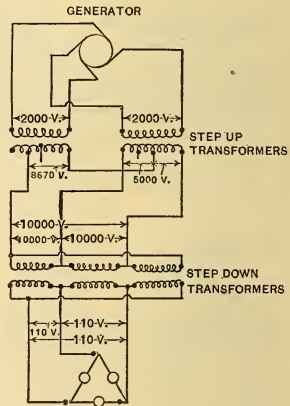 GENERATOR
2000 V. 2000 V.
STEP UP
TRANSFORMERS
8670 V. 5000 V.
10000 V.
10000 V. 10000 V.
STEP DOWN
TRANSFORMERS
110 V. 110 V.
110 V.